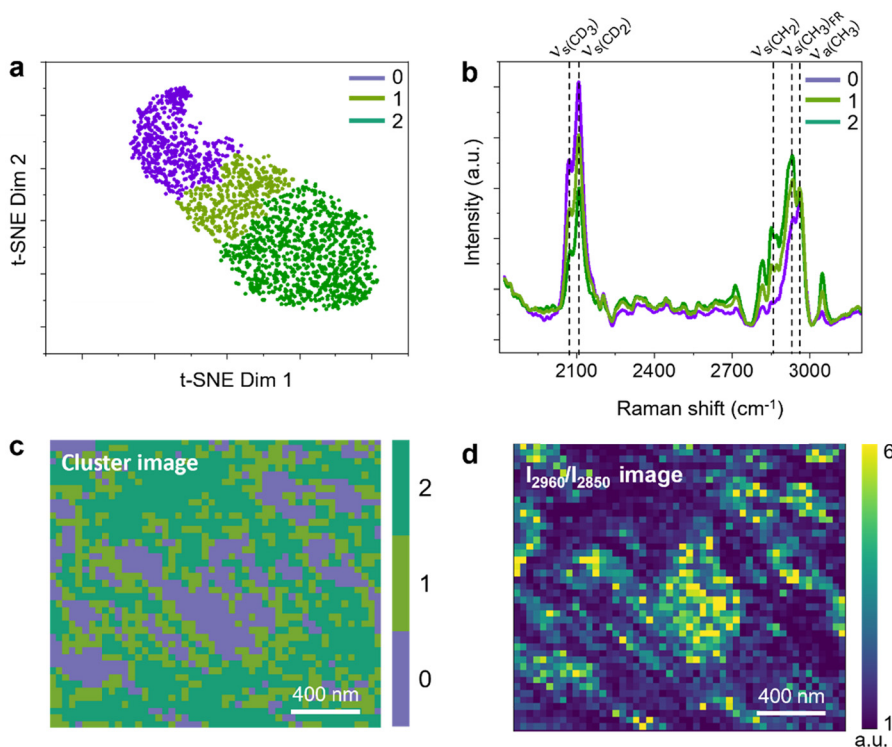 a
0
1
2
t-SNE Dim 2
t-SNE Dim 1
b
νs(CD3)
νs(CD2)
νs(CH2)
νs(CH3)FR
νa(CH3)
0
1
2
Intensity (a.u.)
2100 2400 2700 3000
Raman shift (cm⁻¹)
c
Cluster image
400 nm
2
1
0
d
I2960/I2850 image
400 nm
6
1
a.u.